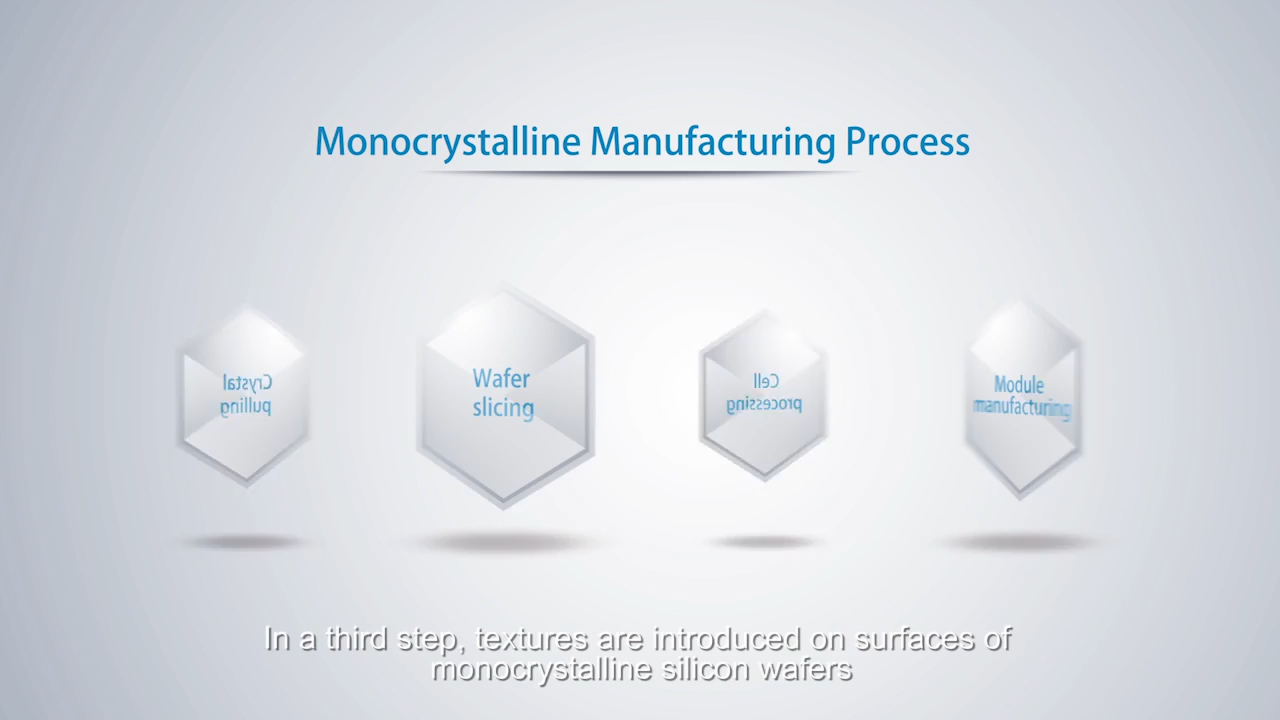 Monocrystalline Manufacturing Process
Crystal
pulling
Wafer
slicing
Cell
processing
Module
manufacturing
In a third step, textures are introduced on surfaces of
monocrystalline silicon wafers